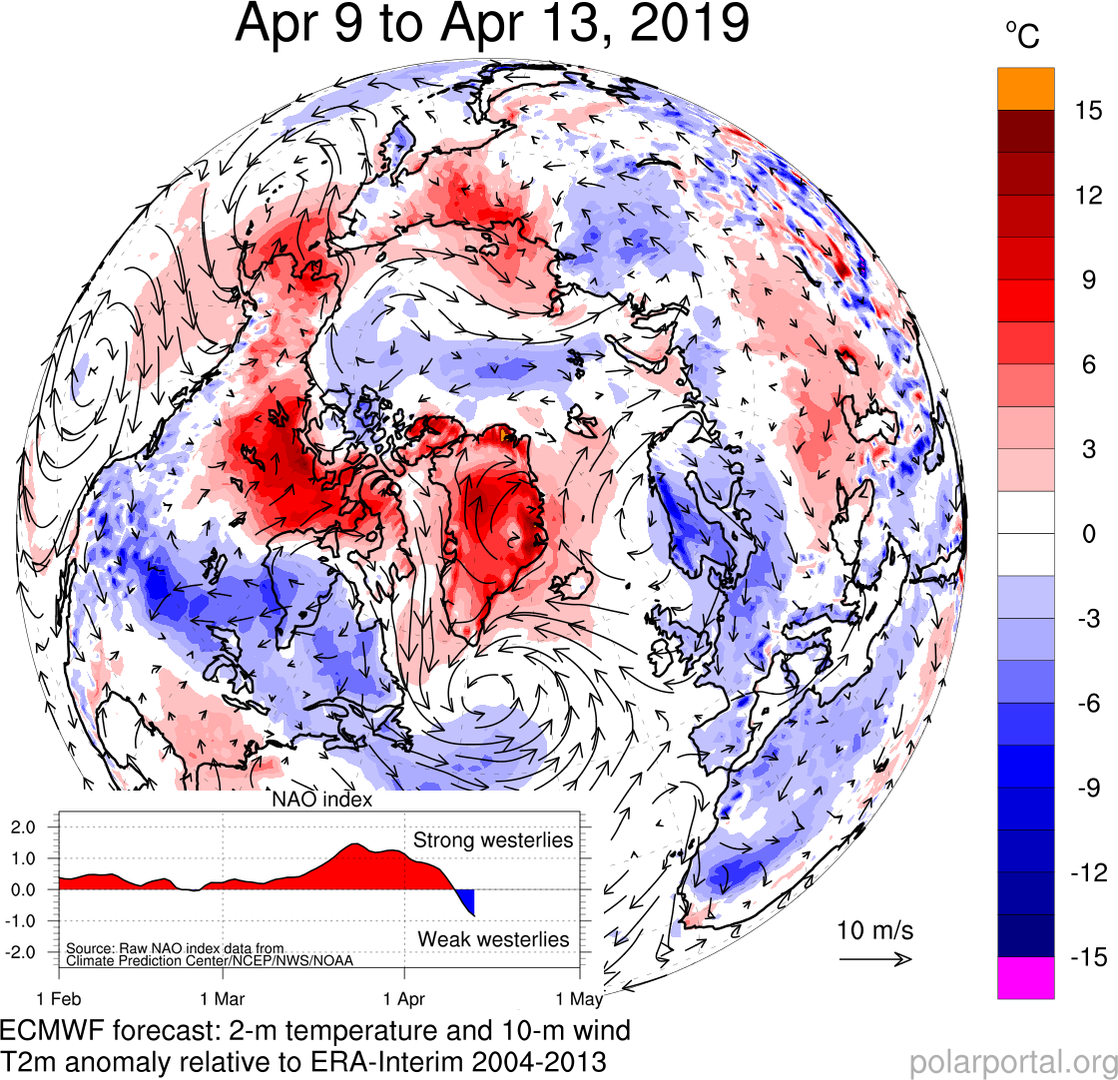 Apr 9 to Apr 13, 2019
°C
15
12
9
6
3
0
-3
-6
-9
-12
-15
10 m/s
NAO index
2.0
1.0
0.0
-1.0
-2.0
Strong westerlies
Weak westerlies
Source: Raw NAO index data from
Climate Prediction Center/NCEP/NWS/NOAA
1 Feb
1 Mar
1 Apr
1 May
ECMWF forecast: 2-m temperature and 10-m wind
T2m anomaly relative to ERA-Interim 2004-2013
polarportal.org